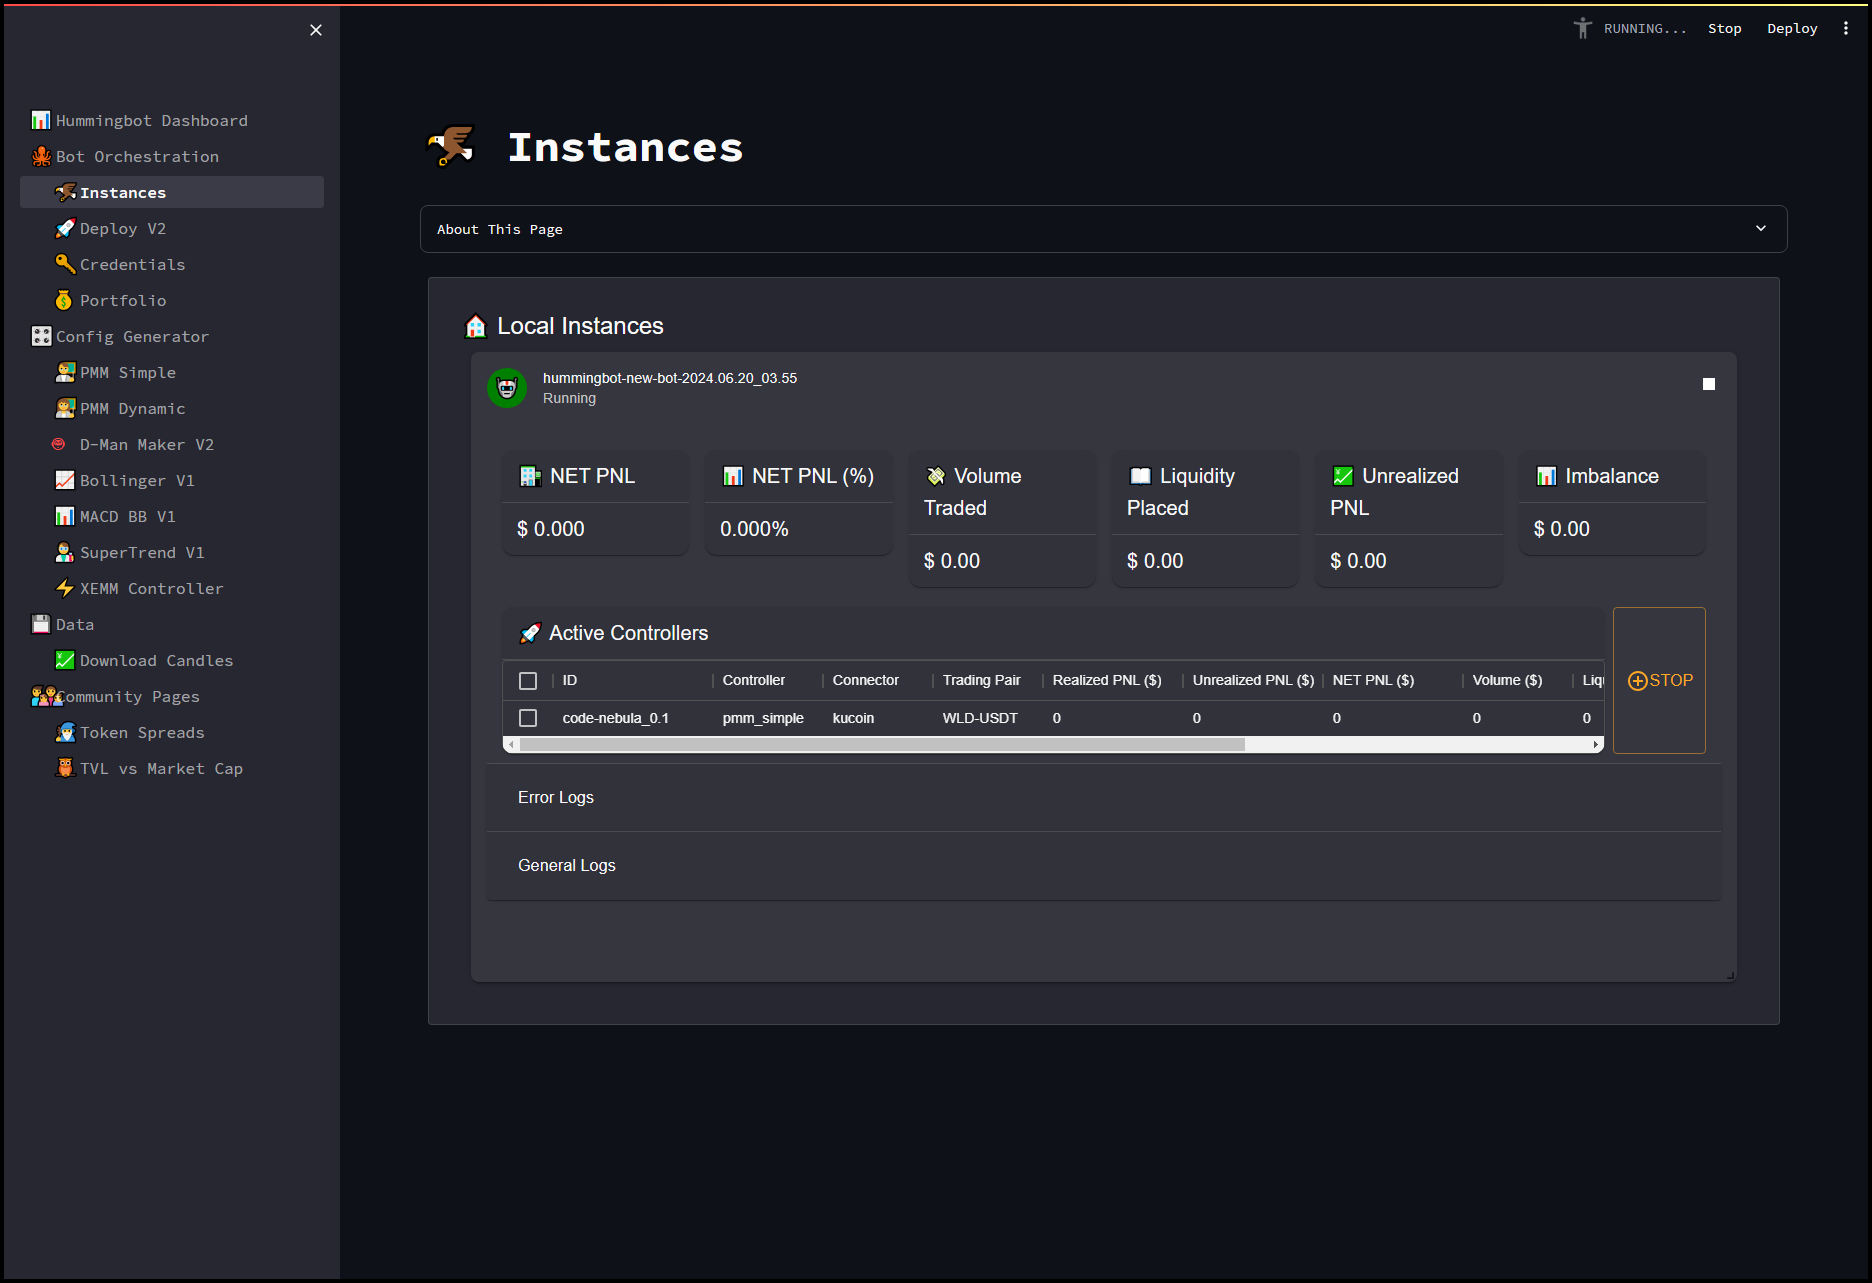 RUNNING...
Stop
Deploy
Hummingbot Dashboard
Bot Orchestration
Instances
Deploy V2
Credentials
Portfolio
Config Generator
PMM Simple
PMM Dynamic
D-Man Maker V2
Bollinger V1
MACD BB V1
SuperTrend V1
XEMM Controller
Data
Download Candles
Community Pages
Token Spreads
TVL vs Market Cap
Instances
About This Page
Local Instances
hummingbot-new-bot-2024.06.20_03.55
Running
NET PNL
$ 0.000
NET PNL (%)
0.000%
Volume
Traded
$ 0.00
Liquidity
Placed
$ 0.00
Unrealized
PNL
$ 0.00
Imbalance
$ 0.00
Active Controllers
ID Controller Connector Trading Pair Realized PNL ($) Unrealized PNL ($) NET PNL ($) Volume ($) Liq
code-nebula_0.1 pmm_simple kucoin WLD-USDT 0 0 0 0 0
STOP
Error Logs
General Logs